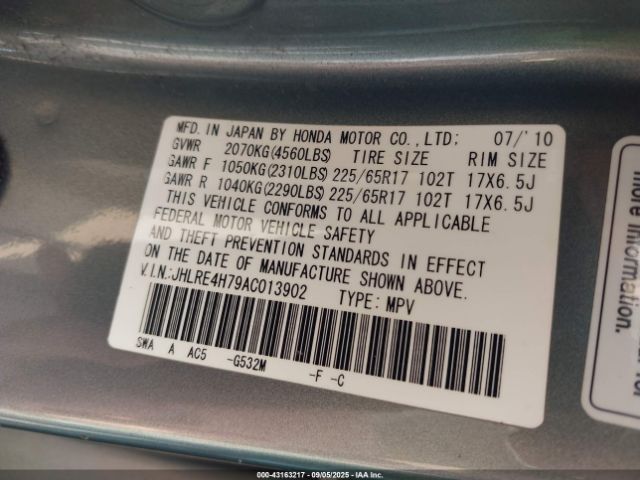 MFD. IN JAPAN BY HONDA MOTOR CO., LTD; 07/'10
GVWR 2070KG(4560LBS) TIRE SIZE RIM SIZE
GAWR F 1050KG(2310LBS) 225/65R17 102T 17X6.5J
GAWR R 1040KG(2290LBS) 225/65R17 102T 17X6.5J
THIS VEHICLE CONFORMS TO ALL APPLICABLE
FEDERAL MOTOR VEHICLE SAFETY
AND THEFT PREVENTION STANDARDS IN EFFECT
ON THE DATE OF MANUFACTURE SHOWN ABOVE.
V.I.N.:JHLRE4H79AC013902 TYPE: MPV
SWA A AC5 -G532M -F -C
more information.
000-43163217 - 09/05/2025 - IAA Inc.